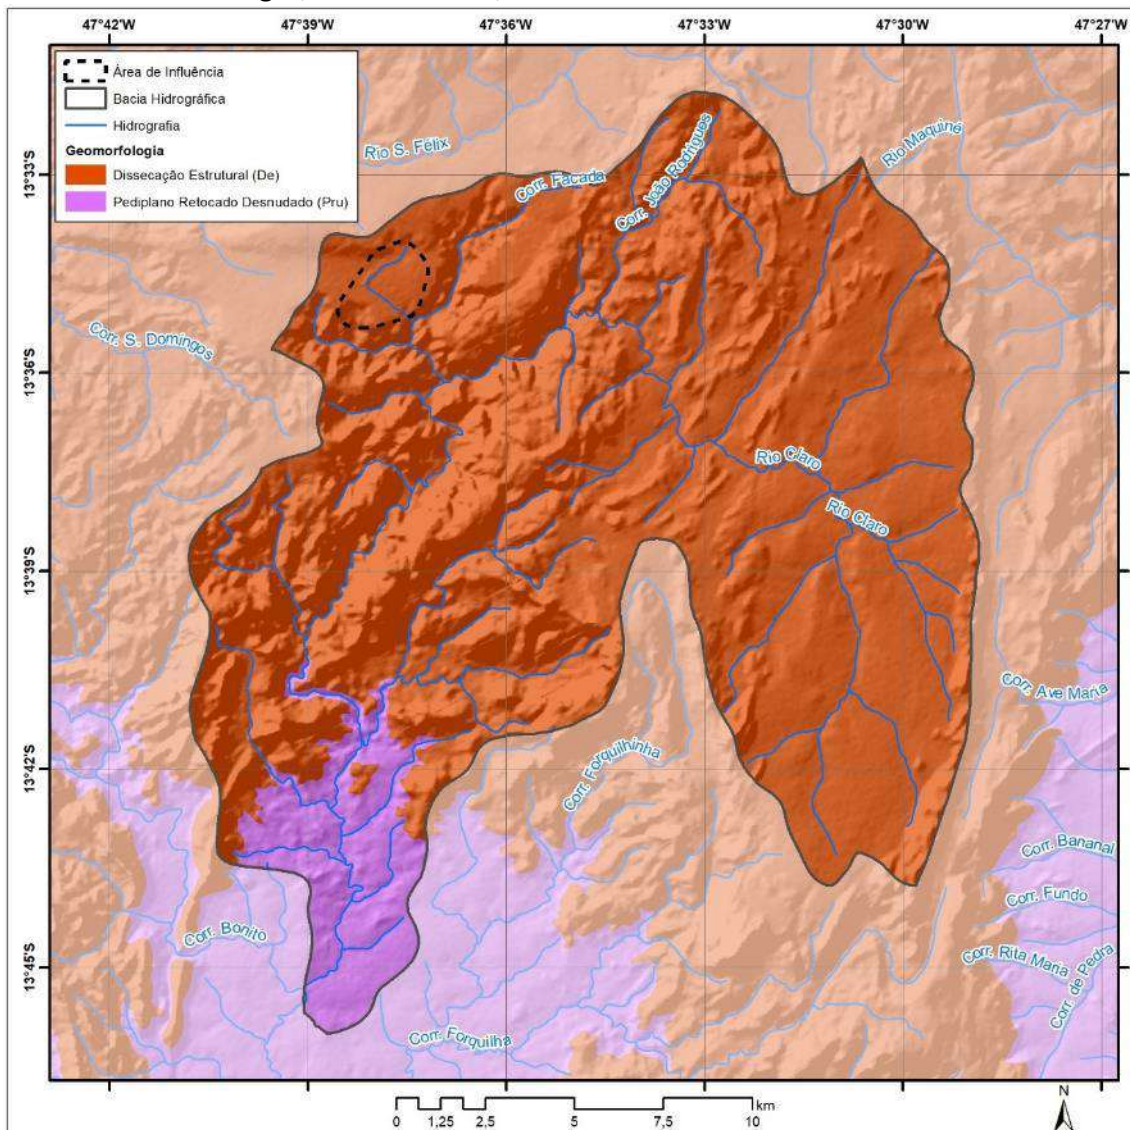 47°42'W 47°39'W 47°36'W 47°33'W 47°30'W 47°27'W
Área de Influência
Bacia Hidrográfica
Hidrografia
Geomorfologia
Dissecação Estrutural (De)
Pediplano Retocado Desnudado (Pru)
Rio S. Félix
Rio Maquiné
Corr. João Rodrigues
Corr. Facada
13°33'S
Corr. S. Domingos
13°36'S
Rio Claro
Rio Claro
13°39'S
Corr. Ave Maria
Corr. Forquilhinha
13°42'S
Corr. Bananal
Corr. Fundo
Corr. Bonito
Corr. Rita Maria
Corr. de Pedra
13°45'S
Corr. Forquilha
N
km
0 1,25 2,5 5 7,5 10